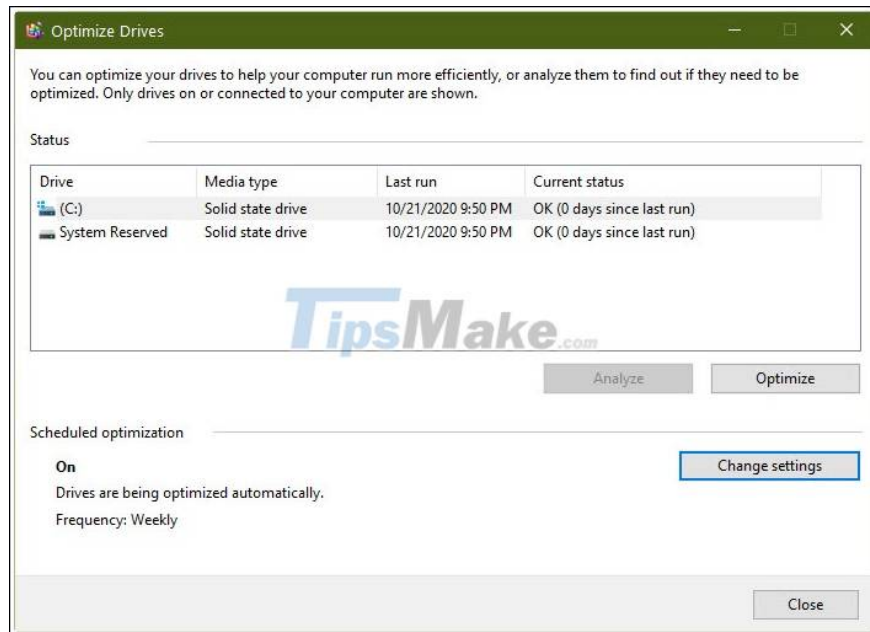 Optimize Drives
You can optimize your drives to help your computer run more efficiently, or analyze them to find out if they need to be
optimized. Only drives on or connected to your computer are shown.
Status
Drive Media type Last run Current status
(C:) Solid state drive 10/21/2020 9:50 PM OK (0 days since last run)
System Reserved Solid state drive 10/21/2020 9:50 PM OK (0 days since last run)
TipsMake.com
Analyze Optimize
Scheduled optimization
On Change settings
Drives are being optimized automatically.
Frequency: Weekly
Close